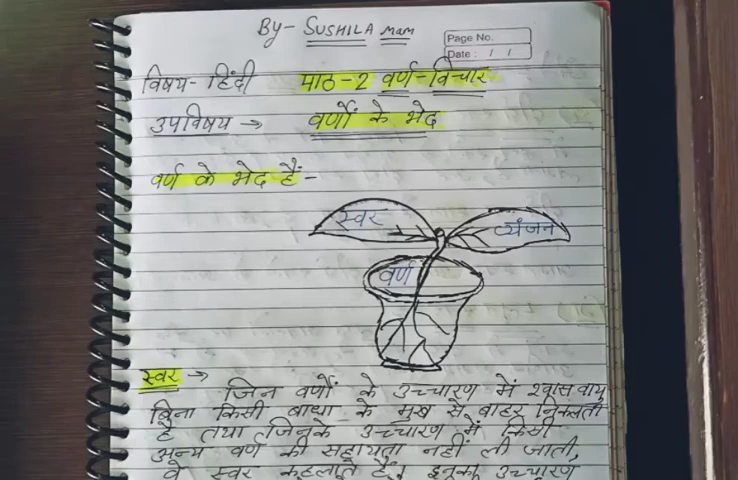 By- SUSHILA mam
Page No.
Date : / /
विषय- हिंदी पाठ-2 वर्ण-विचार
उपविषय → वर्णों के भेद
वर्ण के भेद हैं-
स्वर व्यंजन
वर्ण
स्वर → जिन वर्णों के उच्चारण में श्वास वायु
बिना किसी बाधा के मुख से बाहर निकलती
है तथा जिनके उच्चारण में किसी
अन्य वर्ण की सहायता नहीं ली जाती,
वे स्वर कहलाते हैं। इनका उच्चारण